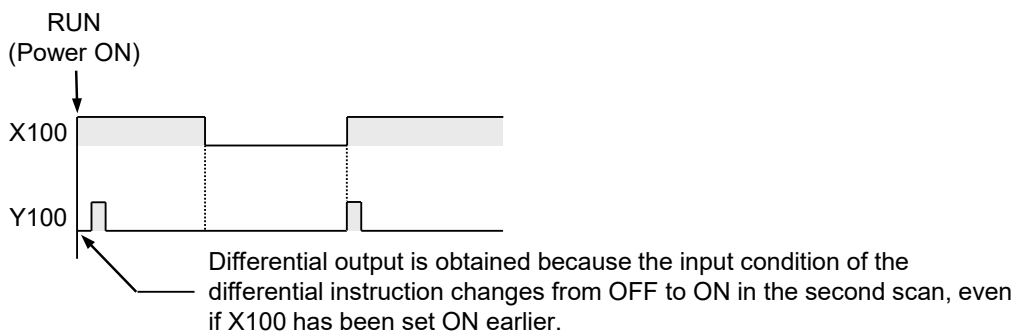 RUN
(Power ON)
X100
Y100
Differential output is obtained because the input condition of the
differential instruction changes from OFF to ON in the second scan, even
if X100 has been set ON earlier.